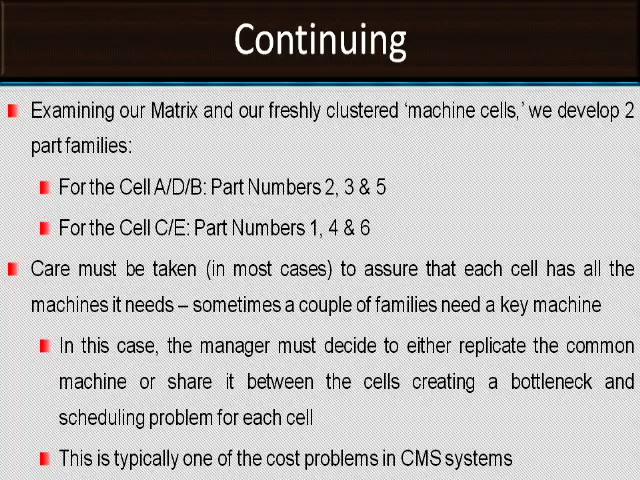 Continuing
Examining our Matrix and our freshly clustered 'machine cells,' we develop 2
part families:
For the Cell A/D/B: Part Numbers 2, 3 & 5
For the Cell C/E: Part Numbers 1, 4 & 6
Care must be taken (in most cases) to assure that each cell has all the
machines it needs – sometimes a couple of families need a key machine
In this case, the manager must decide to either replicate the common
machine or share it between the cells creating a bottleneck and
scheduling problem for each cell
This is typically one of the cost problems in CMS systems